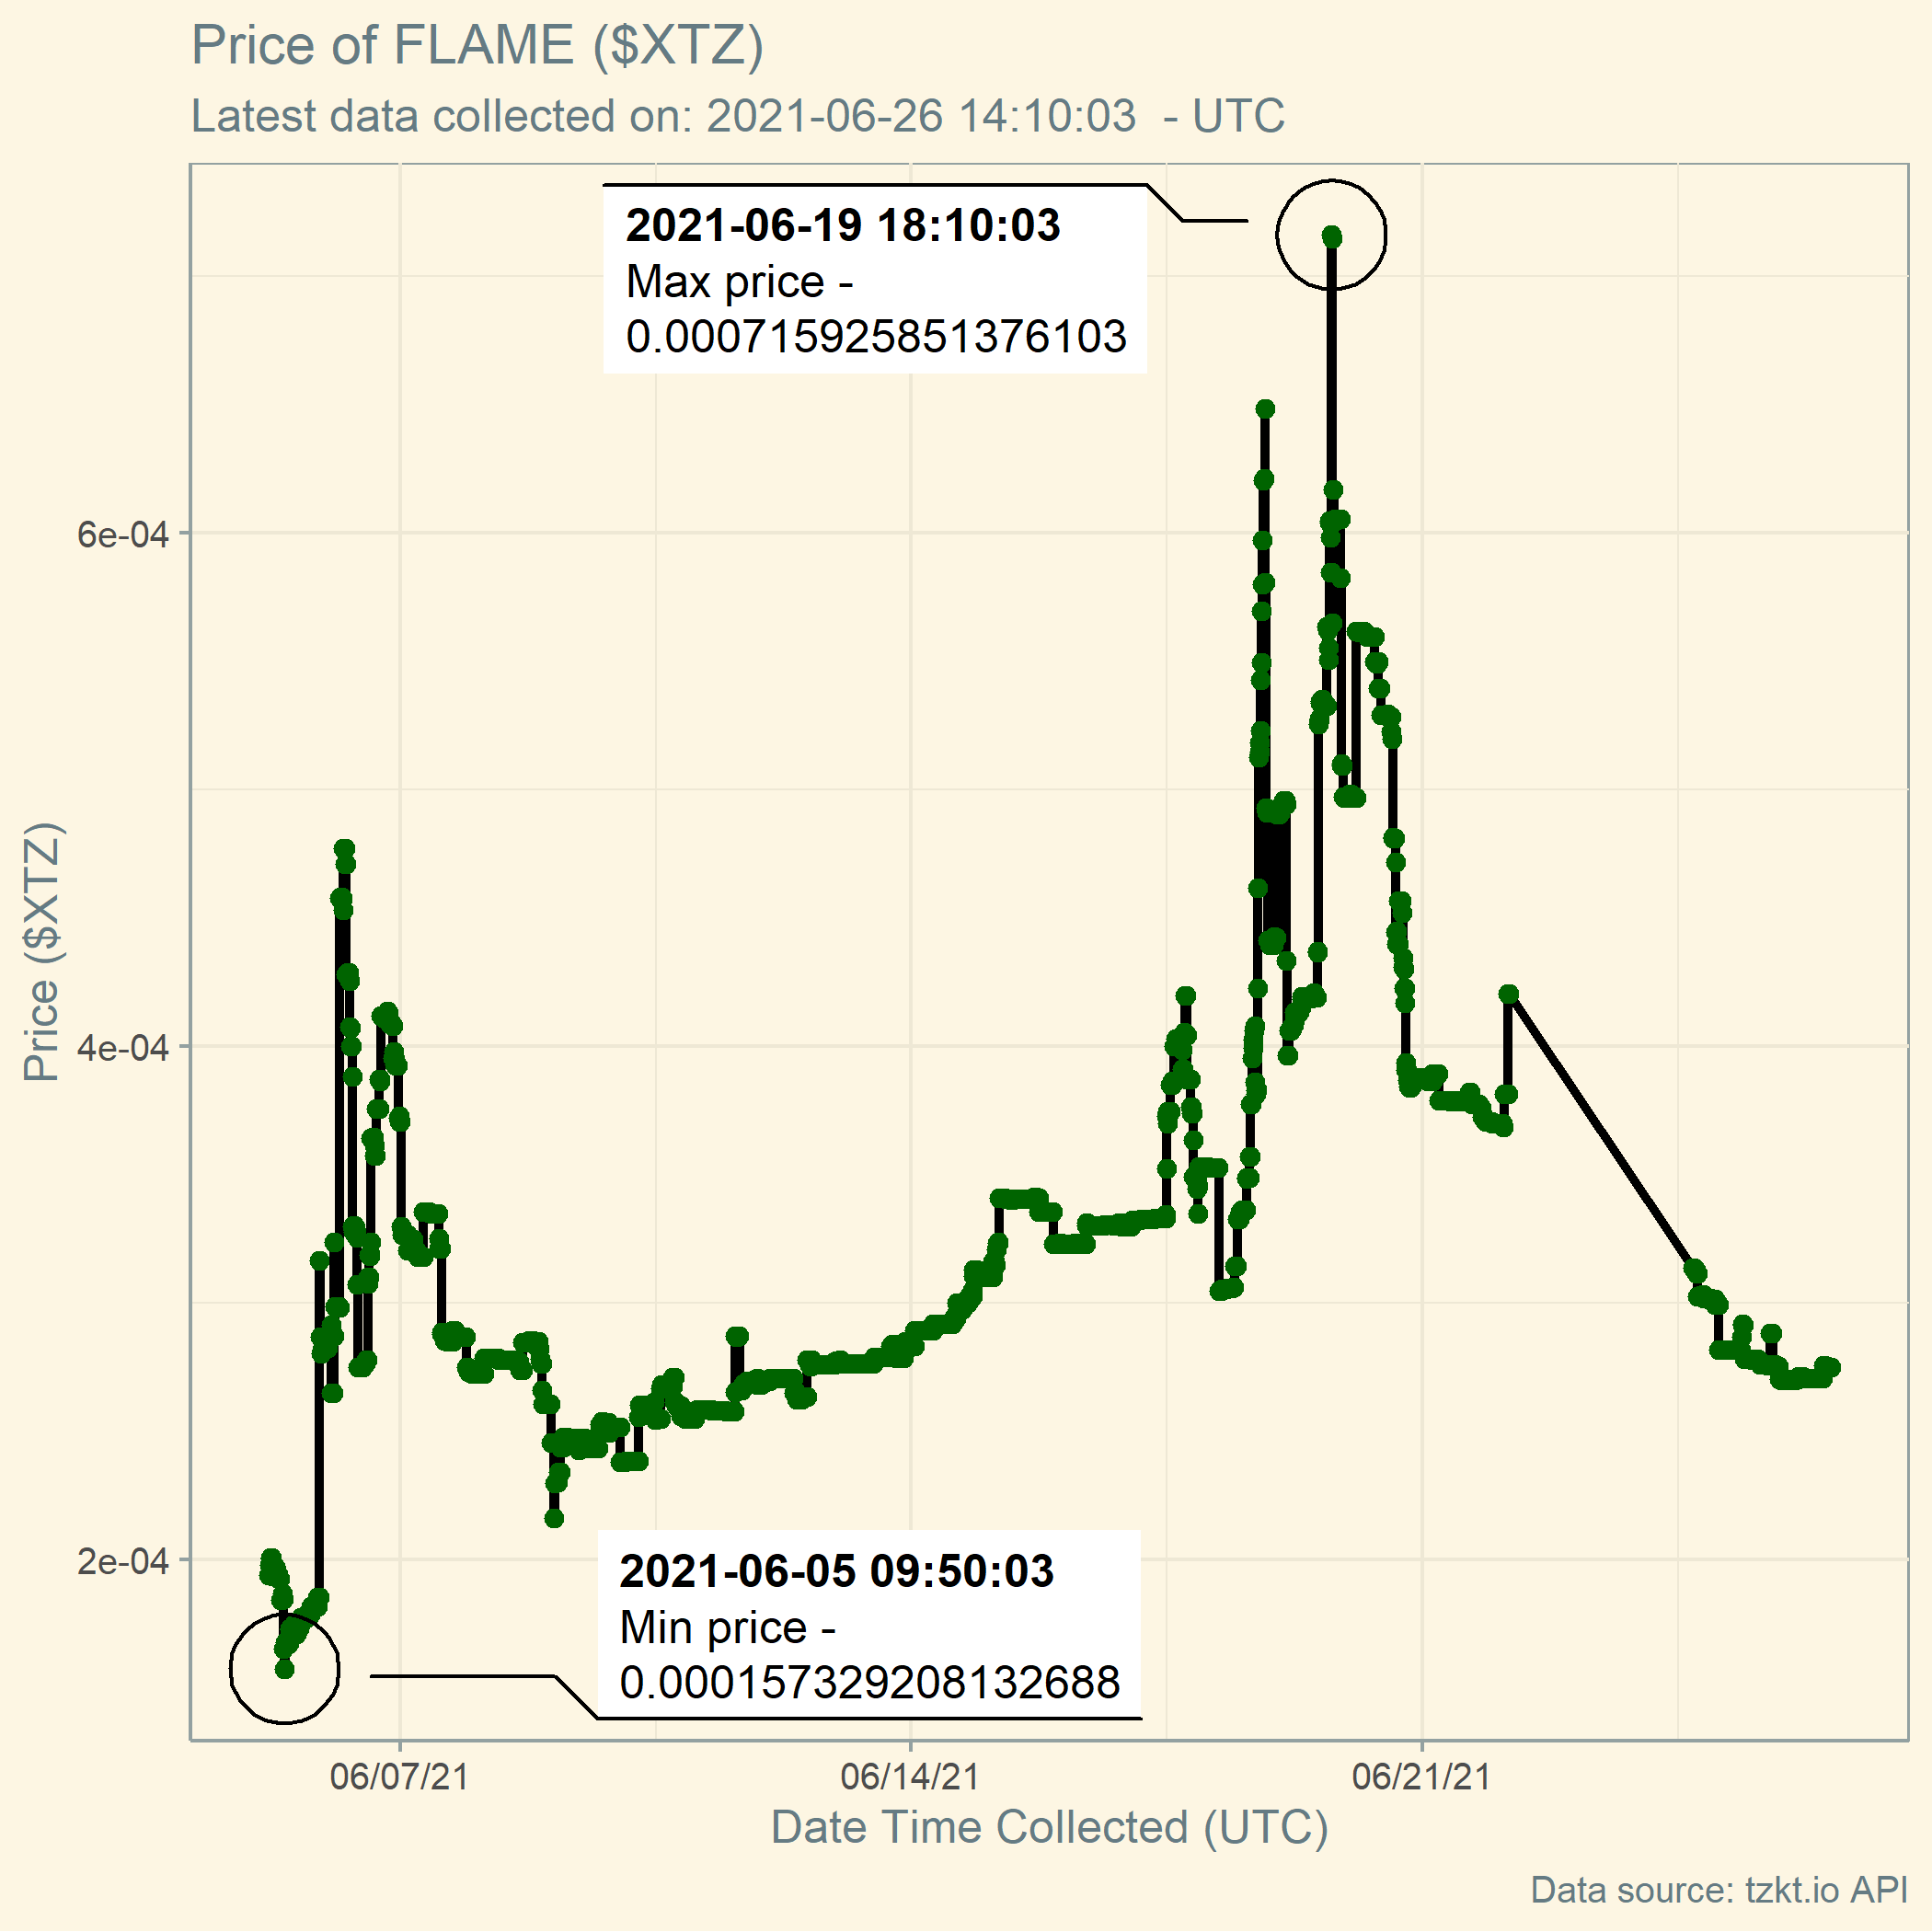 Price of FLAME ($XTZ)
Latest data collected on: 2021-06-26 14:10:03  - UTC
2021-06-19 18:10:03
Max price -
0.000715925851376103
6e-04
4e-04
2e-04
Price ($XTZ)
2021-06-05 09:50:03
Min price -
0.000157329208132688
06/07/21
06/14/21
06/21/21
Date Time Collected (UTC)
Data source: tzkt.io API